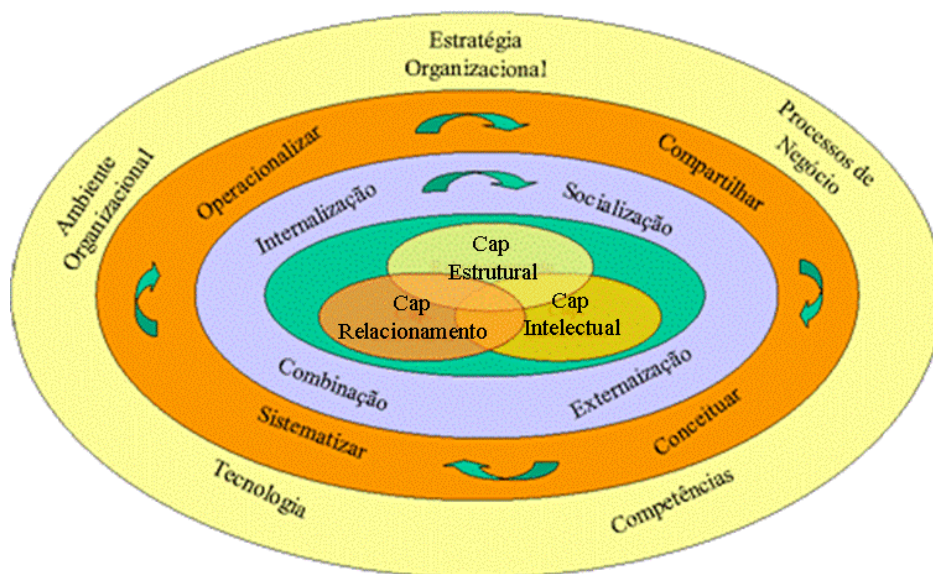 Estratégia
Organizacional
Processos de
Negócio
Ambiente
Organizacional
Operacionalizar
Compartilhar
Internalização
Socialização
Cap
Estrutural
Cap
Relacionamento
Cap
Intelectual
Combinação
Externaização
Sistematizar
Conceituar
Tecnologia
Competências